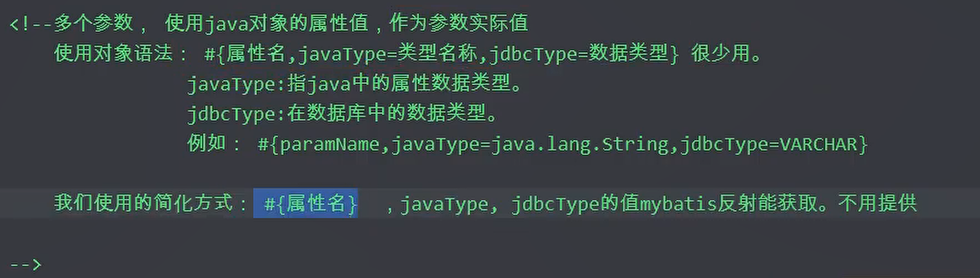 <!--多个参数， 使用java对象的属性值，作为参数实际值
使用对象语法： #{属性名,javaType=类型名称,jdbcType=数据类型} 很少用。
javaType:指java中的属性数据类型。
jdbcType:在数据库中的数据类型。
例如： #{paramName,javaType=java.lang.String,jdbcType=VARCHAR}
我们使用的简化方式： #{属性名} ，javaType, jdbcType的值mybatis反射能获取。不用提供
-->